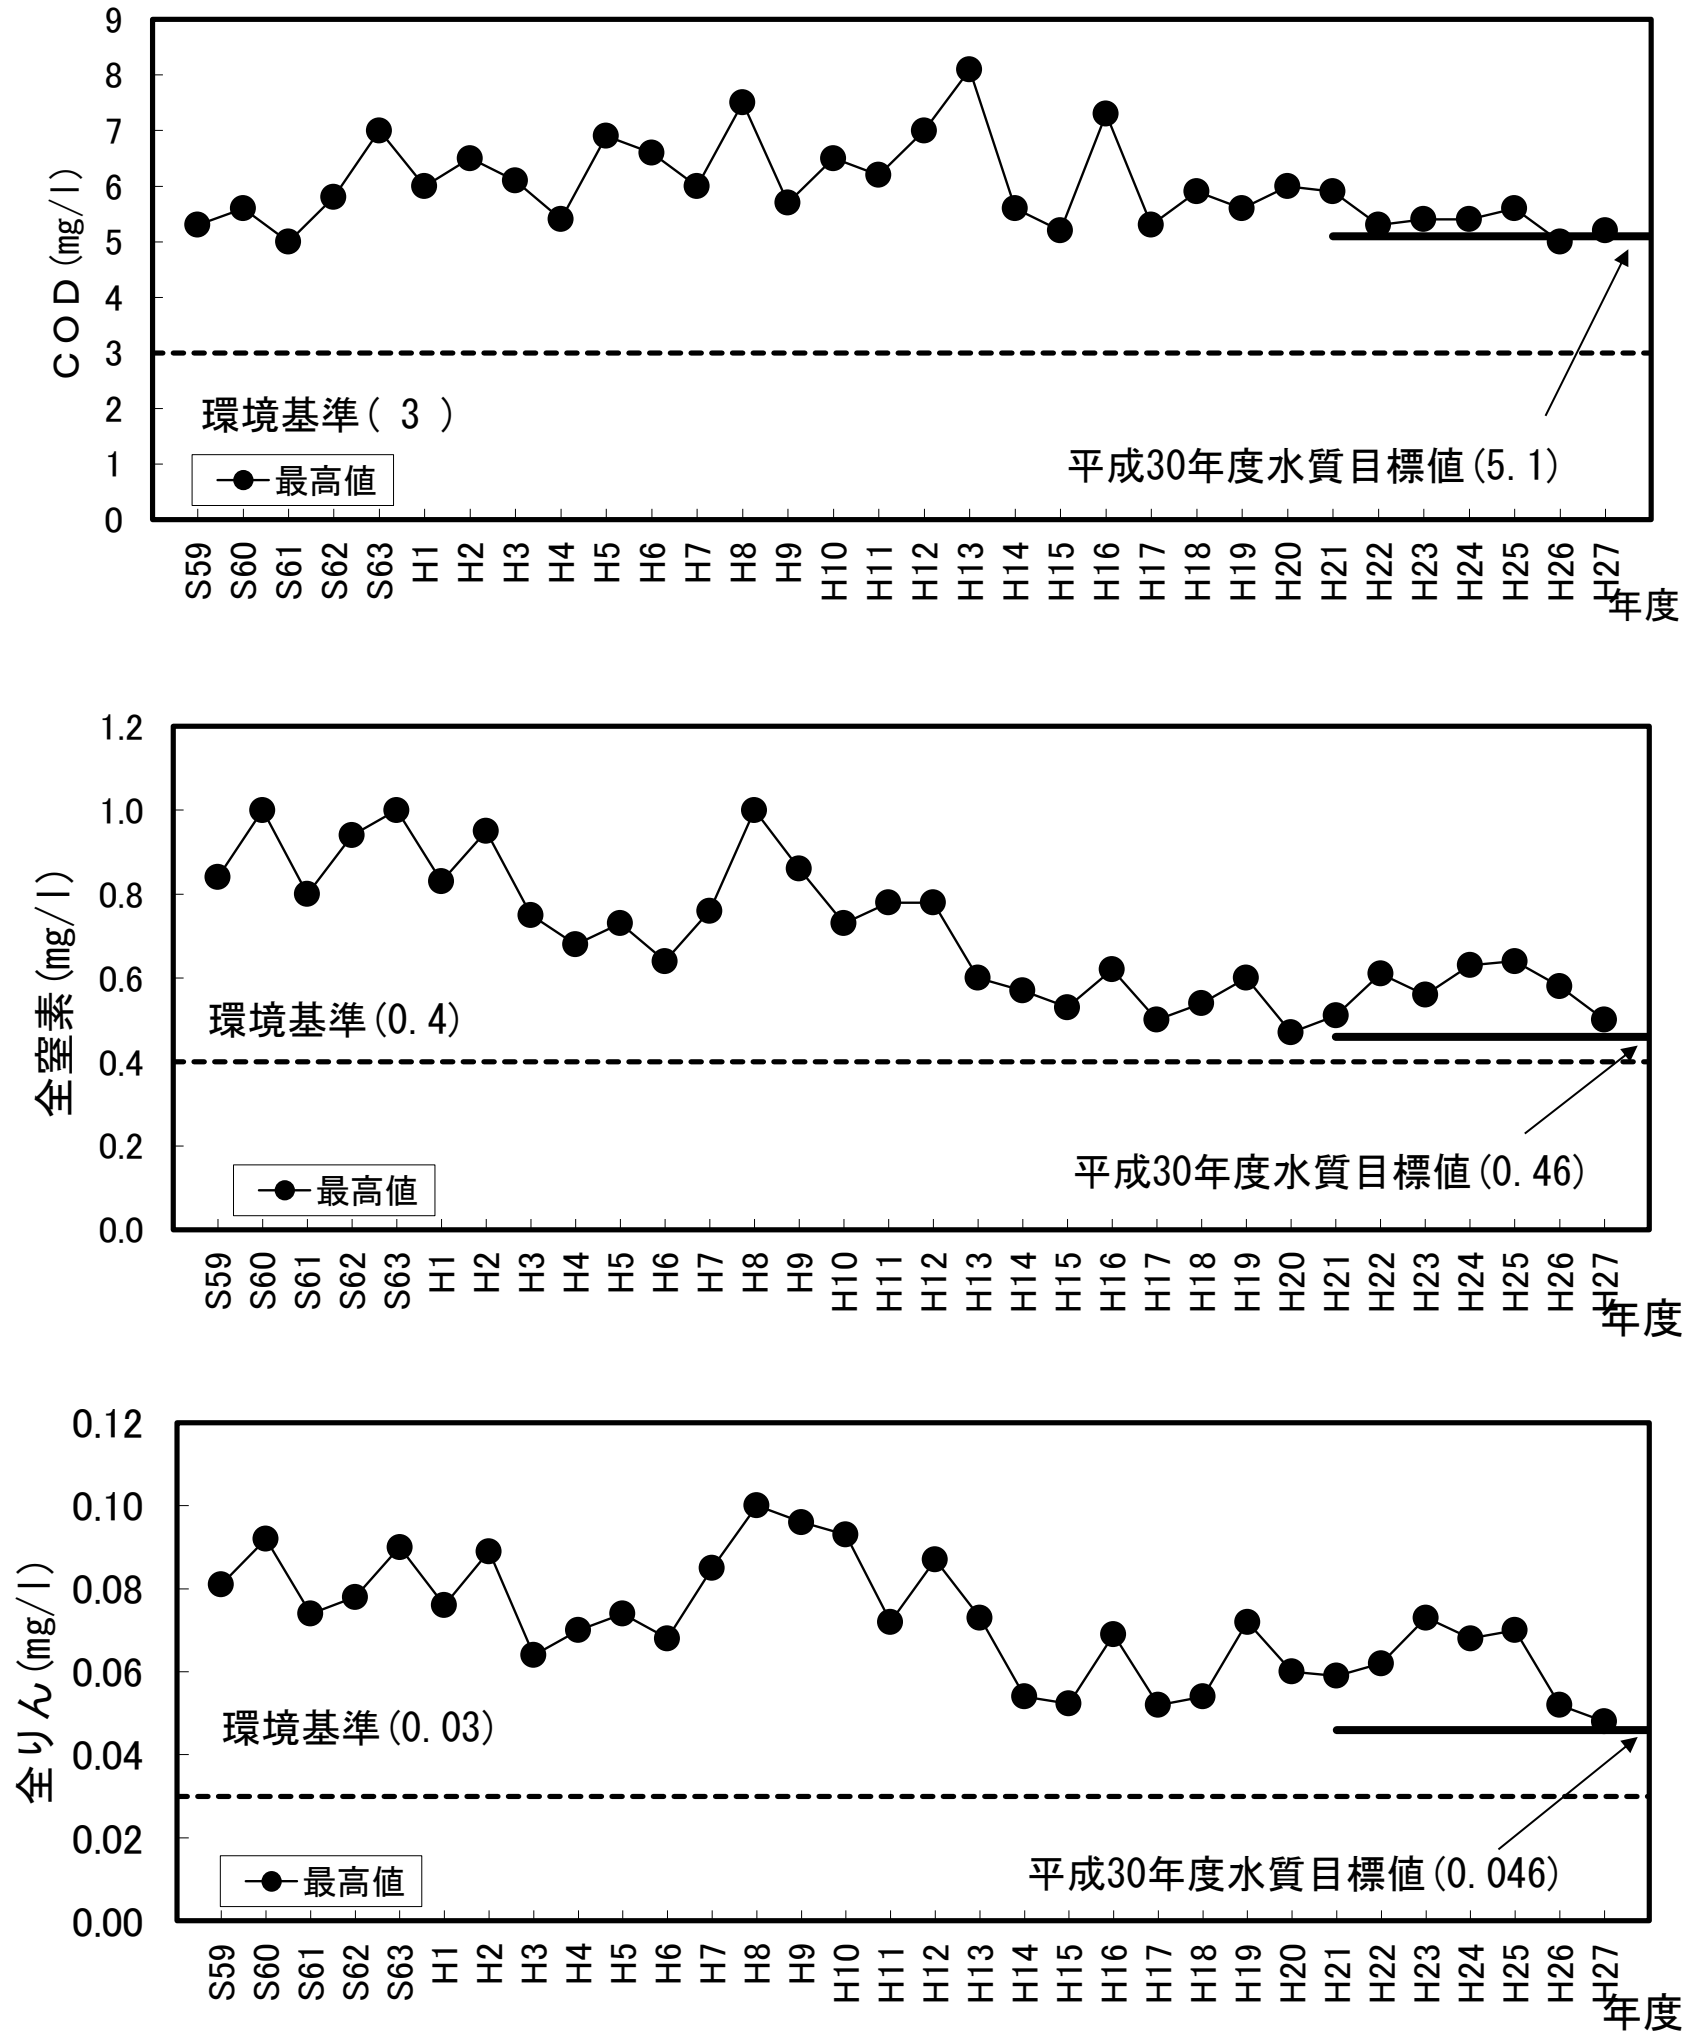 9
8
7
6
5
4
3
2
1
0
ＣＯＤ(mg/l)
環境基準( 3 )
最高値
平成30年度水質目標値(5.1)
S59 S60 S61 S62 S63 H1 H2 H3 H4 H5 H6 H7 H8 H9 H10 H11 H12 H13 H14 H15 H16 H17 H18 H19 H20 H21 H22 H23 H24 H25 H26 H27
年度
1.2
1.0
0.8
0.6
0.4
0.2
0.0
全窒素(mg/l)
環境基準(0.4)
最高値
平成30年度水質目標値(0.46)
S59 S60 S61 S62 S63 H1 H2 H3 H4 H5 H6 H7 H8 H9 H10 H11 H12 H13 H14 H15 H16 H17 H18 H19 H20 H21 H22 H23 H24 H25 H26 H27
年度
0.12
0.10
0.08
0.06
0.04
0.02
0.00
全りん(mg/l)
環境基準(0.03)
最高値
平成30年度水質目標値(0.046)
S59 S60 S61 S62 S63 H1 H2 H3 H4 H5 H6 H7 H8 H9 H10 H11 H12 H13 H14 H15 H16 H17 H18 H19 H20 H21 H22 H23 H24 H25 H26 H27
年度